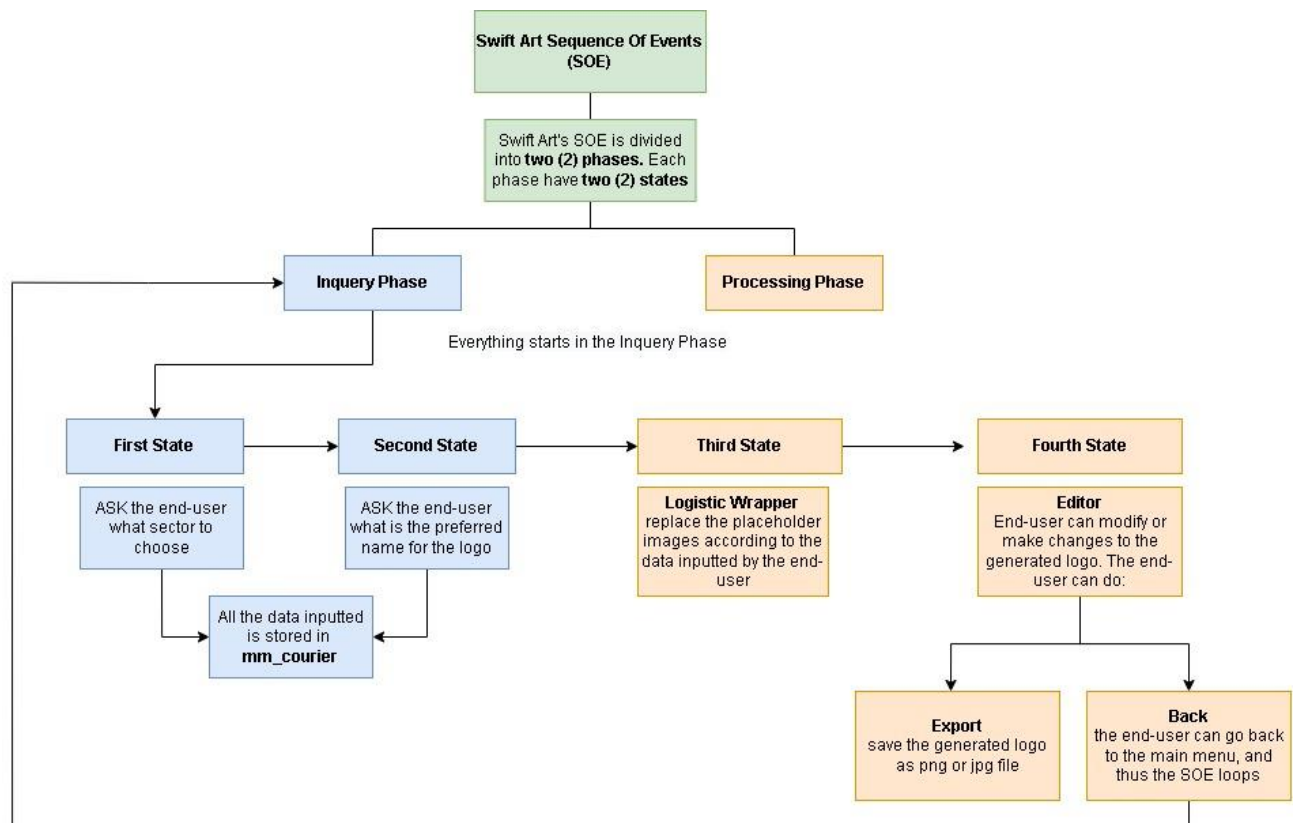 Swift Art Sequence Of Events
(SOE)
Swift Art's SOE is divided
into two (2) phases. Each
phase have two (2) states
Inquery Phase
Processing Phase
Everything starts in the Inquery Phase
First State
Second State
Third State
Fourth State
ASK the end-user
what sector to
choose
ASK the end-user
what is the preferred
name for the logo
Logistic Wrapper
replace the placeholder
images according to the
data inputted by the end-
user
Editor
End-user can modify or
make changes to the
generated logo. The end-
user can do:
All the data inputted
is stored in
mm_courier
Export
save the generated logo
as png or jpg file
Back
the end-user can go back
to the main menu, and
thus the SOE loops